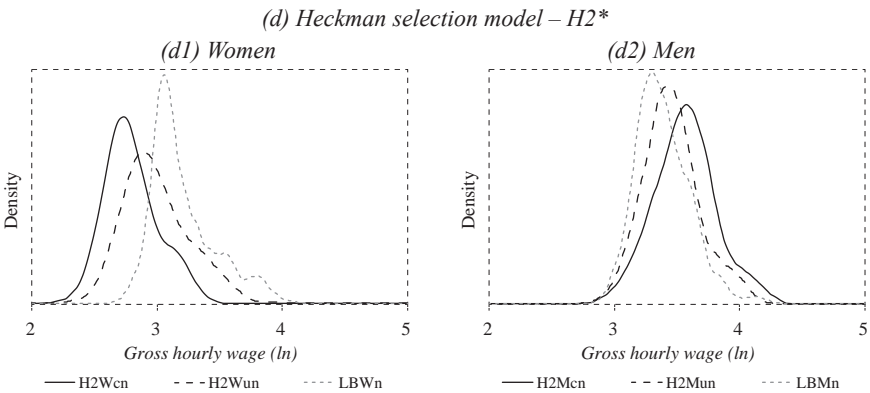 (d) Heckman selection model – H2*
(d1) Women
(d2) Men
Density
2 3 4 5
Gross hourly wage (ln)
H2Wcn H2Wun LBWn
Density
2 3 4 5
Gross hourly wage (ln)
H2Mcn H2Mun LBMn